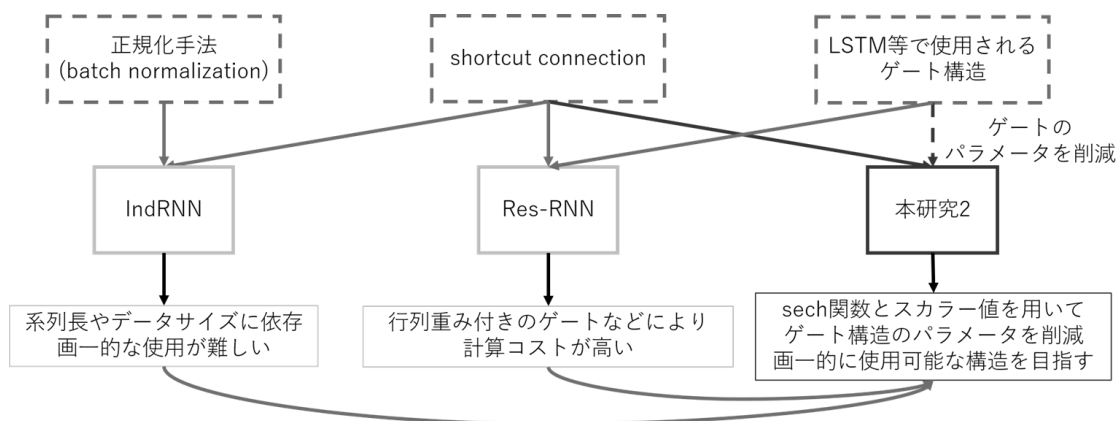 正規化手法
(batch normalization)
shortcut connection
LSTM等で使用される
ゲート構造
ゲートの
パラメータを削減
IndRNN
Res-RNN
本研究2
系列長やデータサイズに依存
画一的な使用が難しい
行列重み付きのゲートなどにより
計算コストが高い
sech関数とスカラー値を用いて
ゲート構造のパラメータを削減
画一的に使用可能な構造を目指す